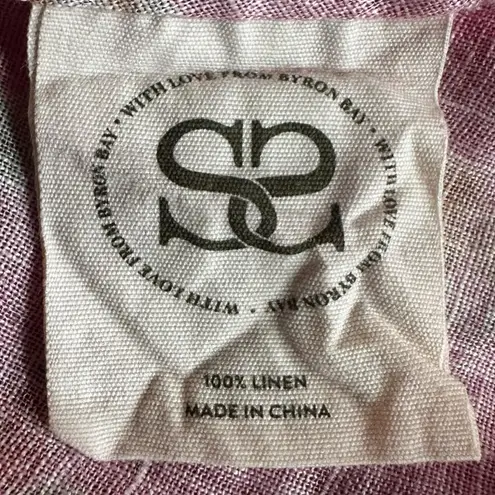 WITH LOVE FROM BYRON BAY • WITH LOVE FROM BYRON BAY • WITH LOVE FROM BYRON BAY •
100% LINEN
MADE IN CHINA